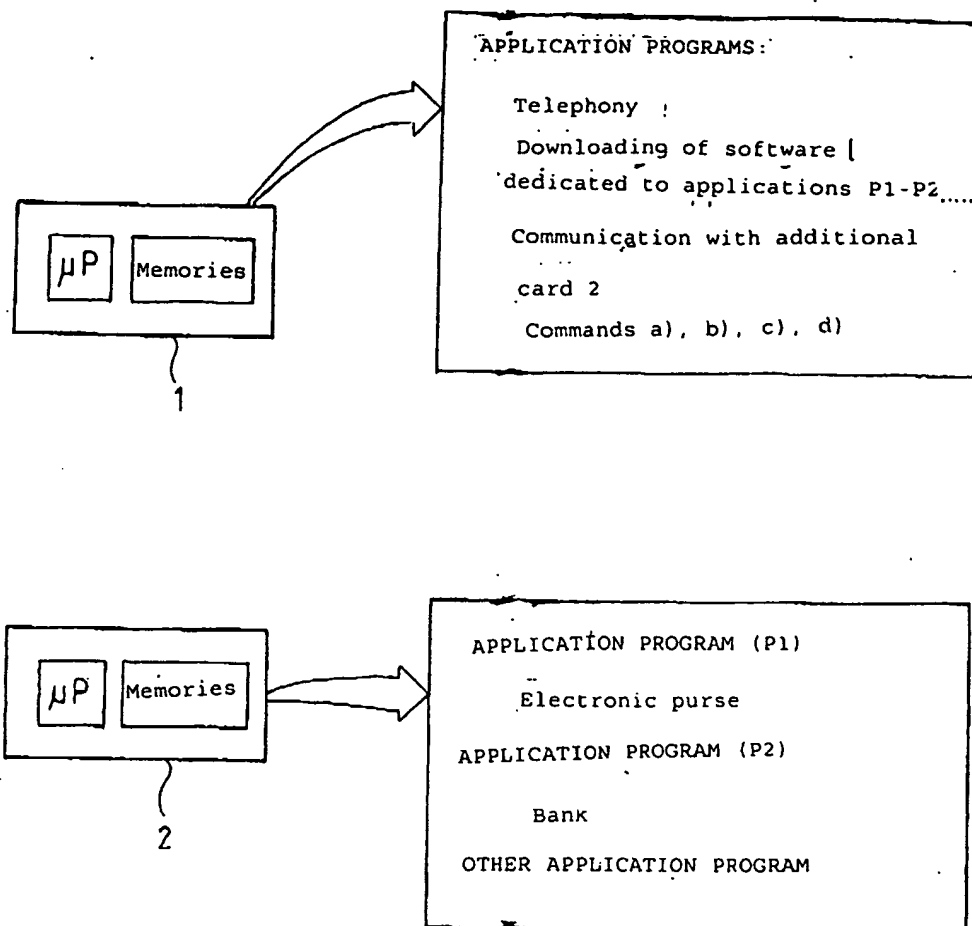 APPLICATION PROGRAMS:
Telephony
Downloading of software
dedicated to applications P1-P2.....
Communication with additional
card 2
Commands a), b), c), d)
μP
Memories
1
APPLICATION PROGRAM (P1)
Electronic purse
APPLICATION PROGRAM (P2)
Bank
OTHER APPLICATION PROGRAM
μP
Memories
2